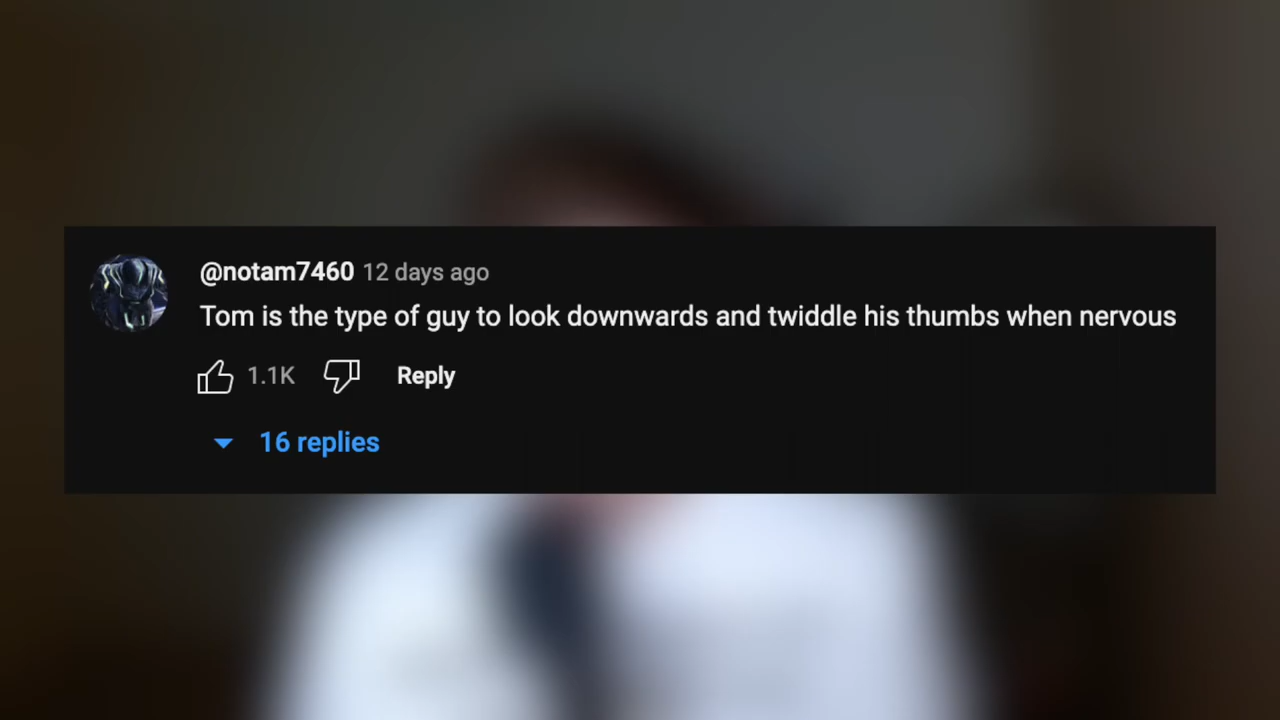 @notam7460 12 days ago
Tom is the type of guy to look downwards and twiddle his thumbs when nervous
1.1K Reply
16 replies